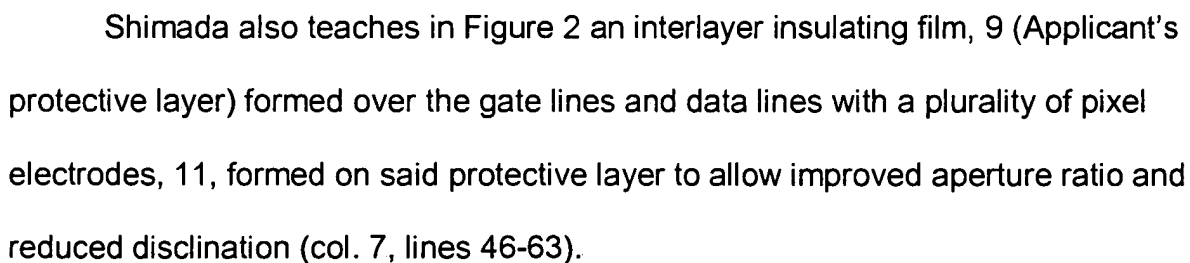 Shimada also teaches in Figure 2 an interlayer insulating film, 9 (Applicant's
protective layer) formed over the gate lines and data lines with a plurality of pixel
electrodes, 11, formed on said protective layer to allow improved aperture ratio and
reduced disclination (col. 7, lines 46-63).